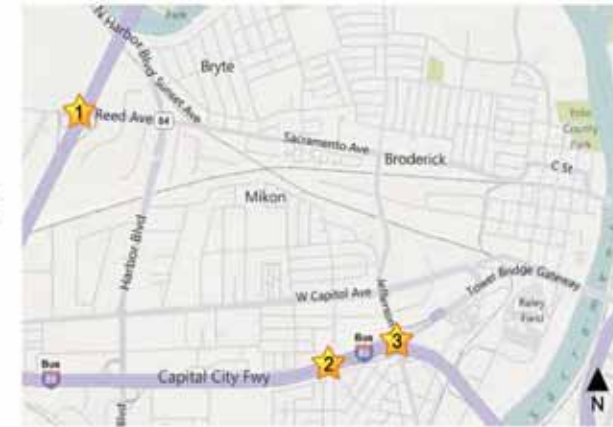 Park
N Harbor Blvd
Sunset Ave
Bryte
1
Reed Ave
84
Sacramento Ave
Broderick
Yolo
County
Park
C St
Mikon
Harbor Blvd
Jefferson
Tower Bridge Gateway
W Capitol Ave
Raley
Field
3
Bus
2
Bus
80
Capital City Fwy
Blvd
Sacr
N